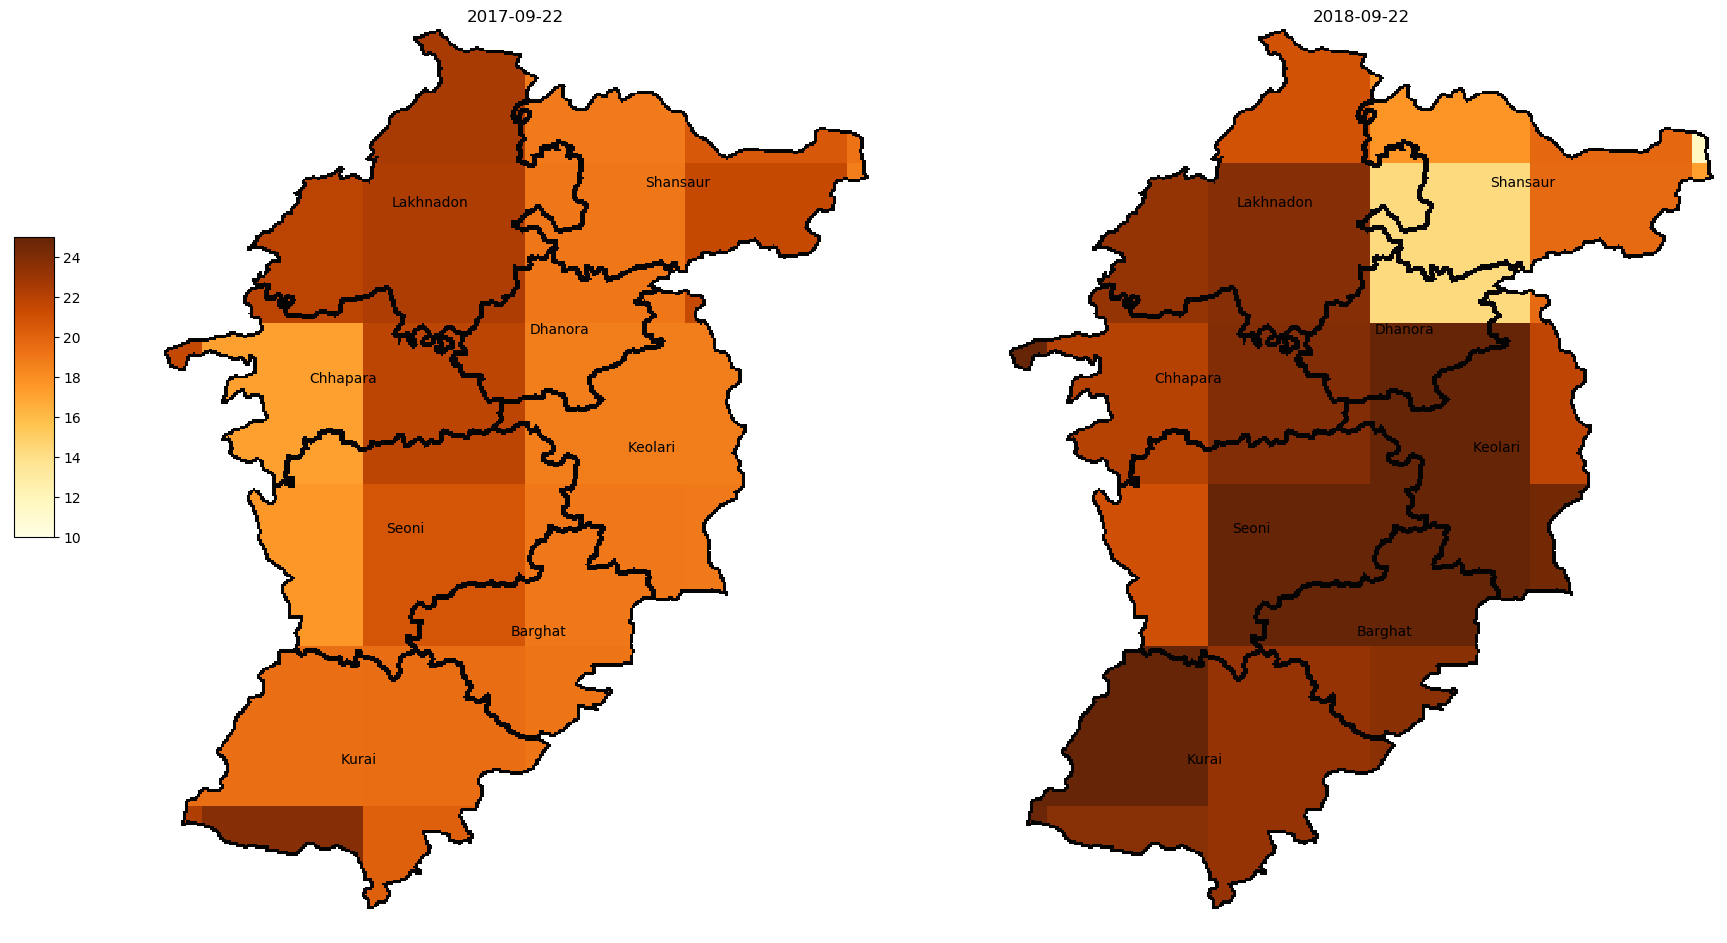 2017-09-22
2018-09-22
Lakhnadon
Shansaur
Dhanora
Chhapara
Keolari
Seoni
Barghat
Kurai
Lakhnadon
Shansaur
Dhanora
Chhapara
Keolari
Seoni
Barghat
Kurai
24
22
20
18
16
14
12
10